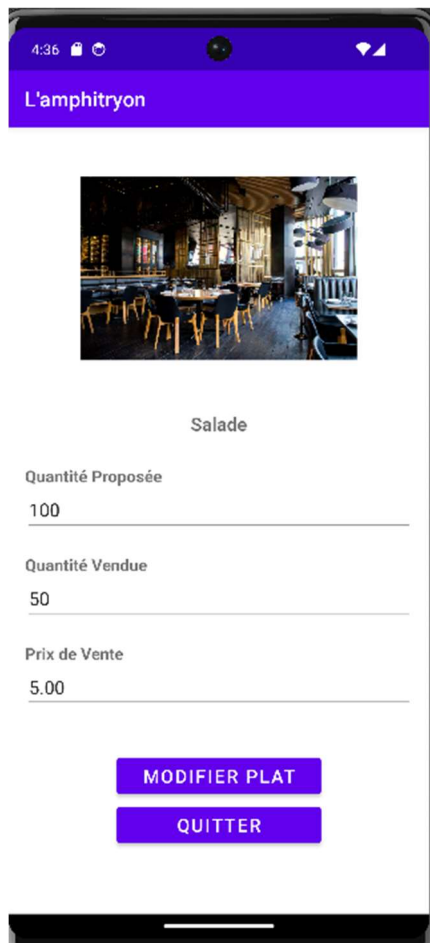 4:36
L'amphitryon
Salade
Quantité Proposée
100
Quantité Vendue
50
Prix de Vente
5.00
MODIFIER PLAT
QUITTER